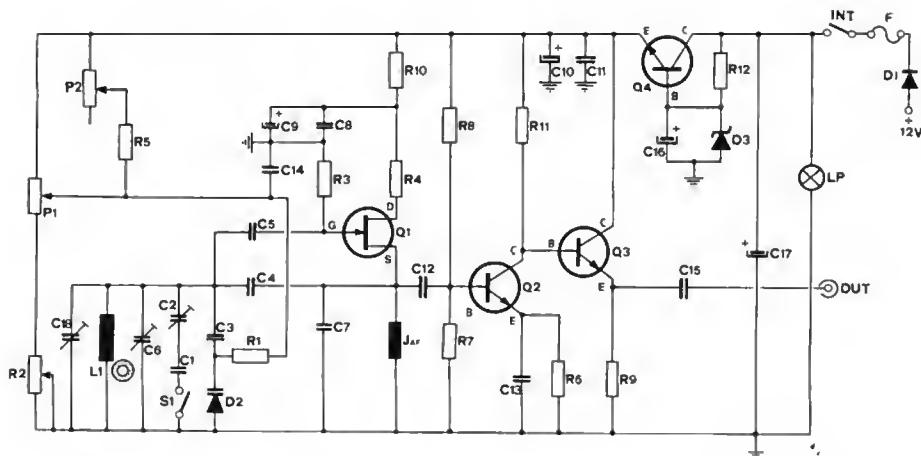 INT
F
E
C
R10
C10
C11
Q4
R12
D1
P2
B
+12V
C9
C8
R8
R11
R5
C16
D3
C14
R3
R4
LP
P1
D
C
C5
G
Q1
C
B
Q3
C17
S
C12
C15
C4
Q2
E
OUT
C18
C2
C3
R1
B
E
C6
C7
JAF
R7
L1
C1
R2
S1
D2
C13
R6
R9